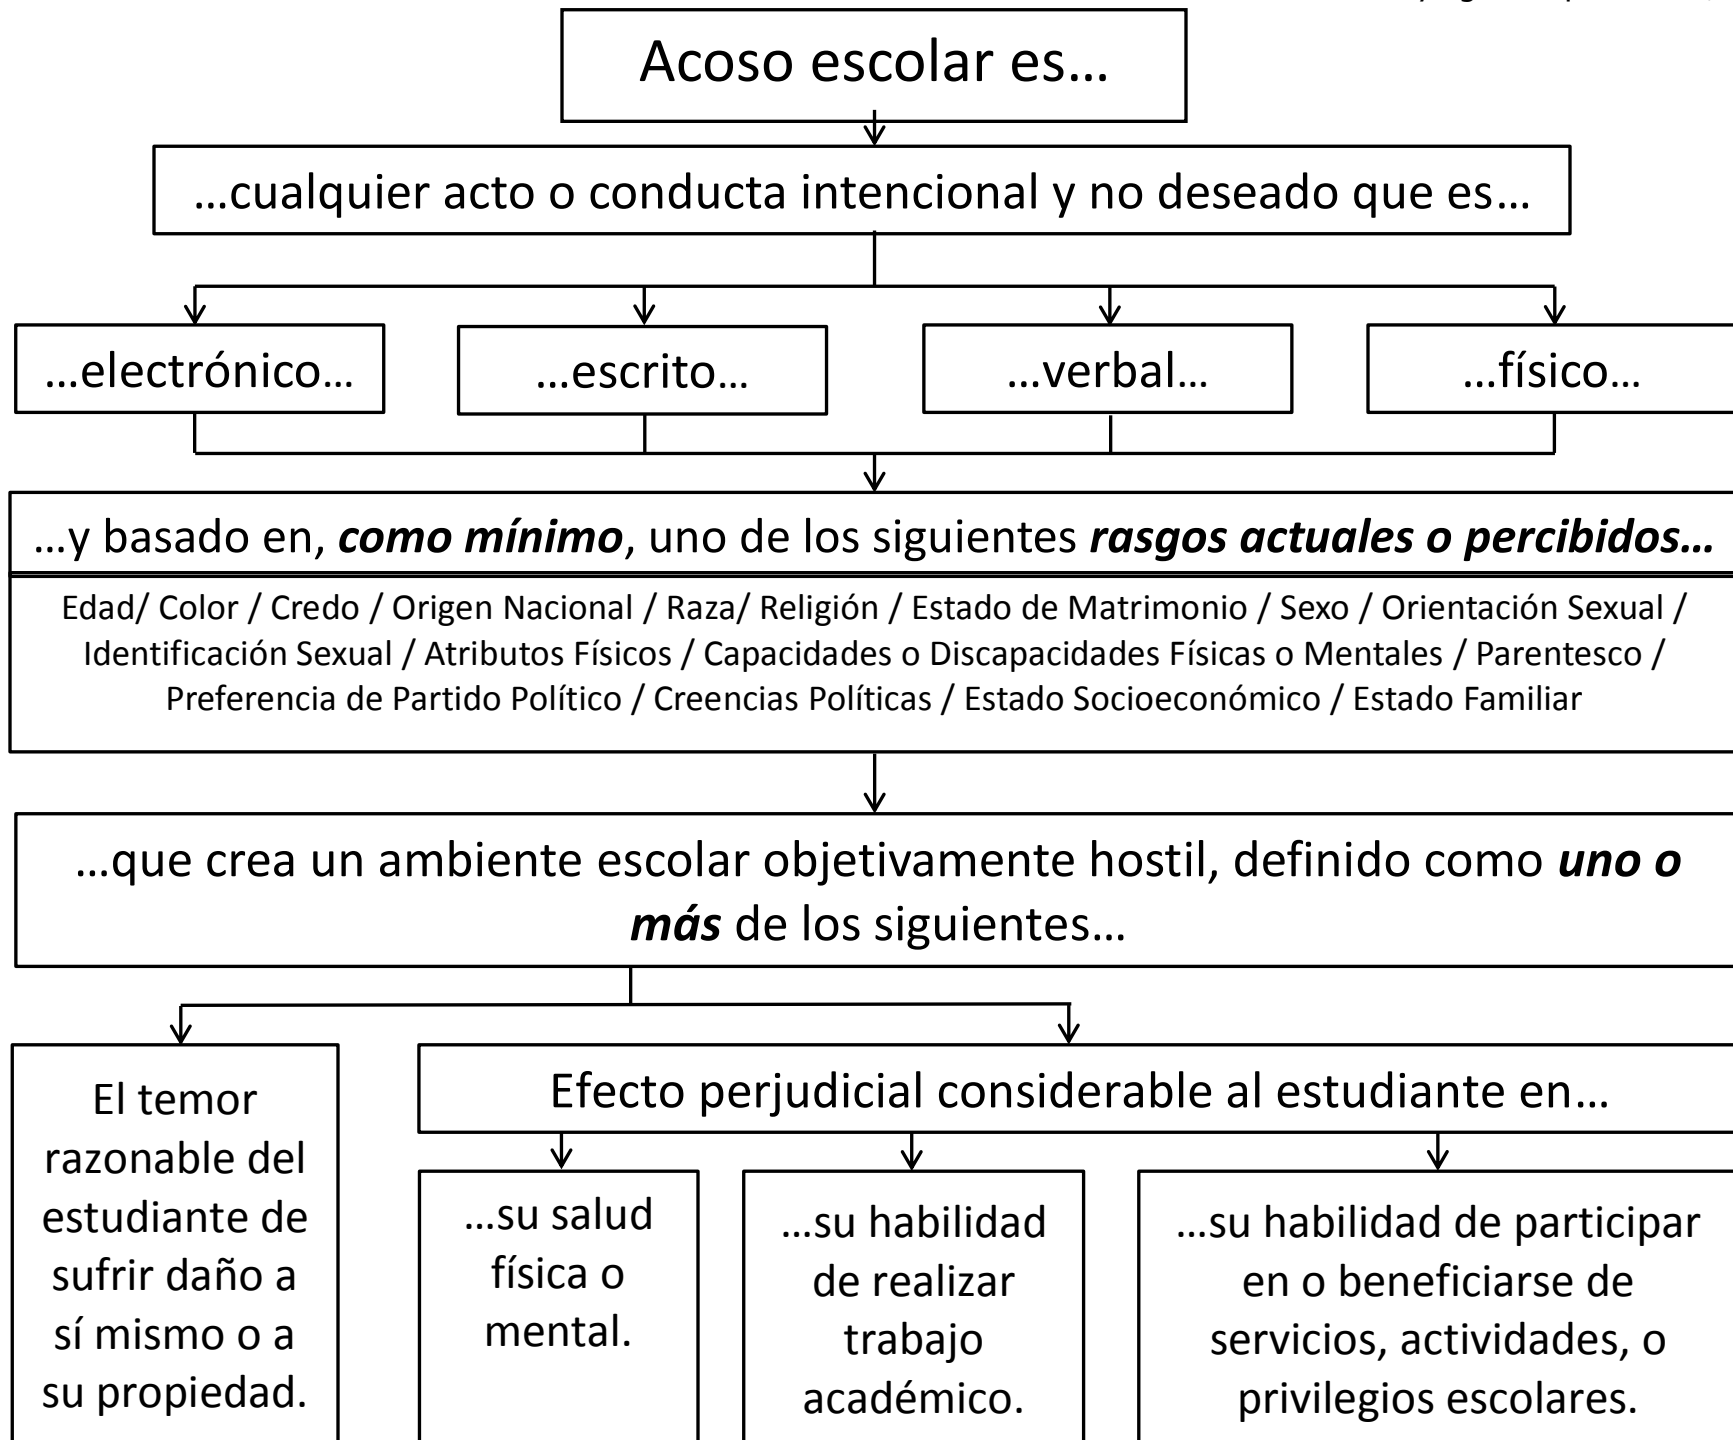 Acoso escolar es…
…cualquier acto o conducta intencional y no deseado que es…
…electrónico…
…escrito…
…verbal…
…físico…
…y basado en, como mínimo, uno de los siguientes rasgos actuales o percibidos…
Edad/ Color / Credo / Origen Nacional / Raza/ Religión / Estado de Matrimonio / Sexo / Orientación Sexual /
Identificación Sexual / Atributos Físicos / Capacidades o Discapacidades Físicas o Mentales / Parentesco /
Preferencia de Partido Político / Creencias Políticas / Estado Socioeconómico / Estado Familiar
…que crea un ambiente escolar objetivamente hostil, definido como uno o
más de los siguientes…
El temor
razonable del
estudiante de
sufrir daño a
sí mismo o a
su propiedad.
Efecto perjudicial considerable al estudiante en…
…su salud
física o
mental.
…su habilidad
de realizar
trabajo
académico.
…su habilidad de participar
en o beneficiarse de
servicios, actividades, o
privilegios escolares.